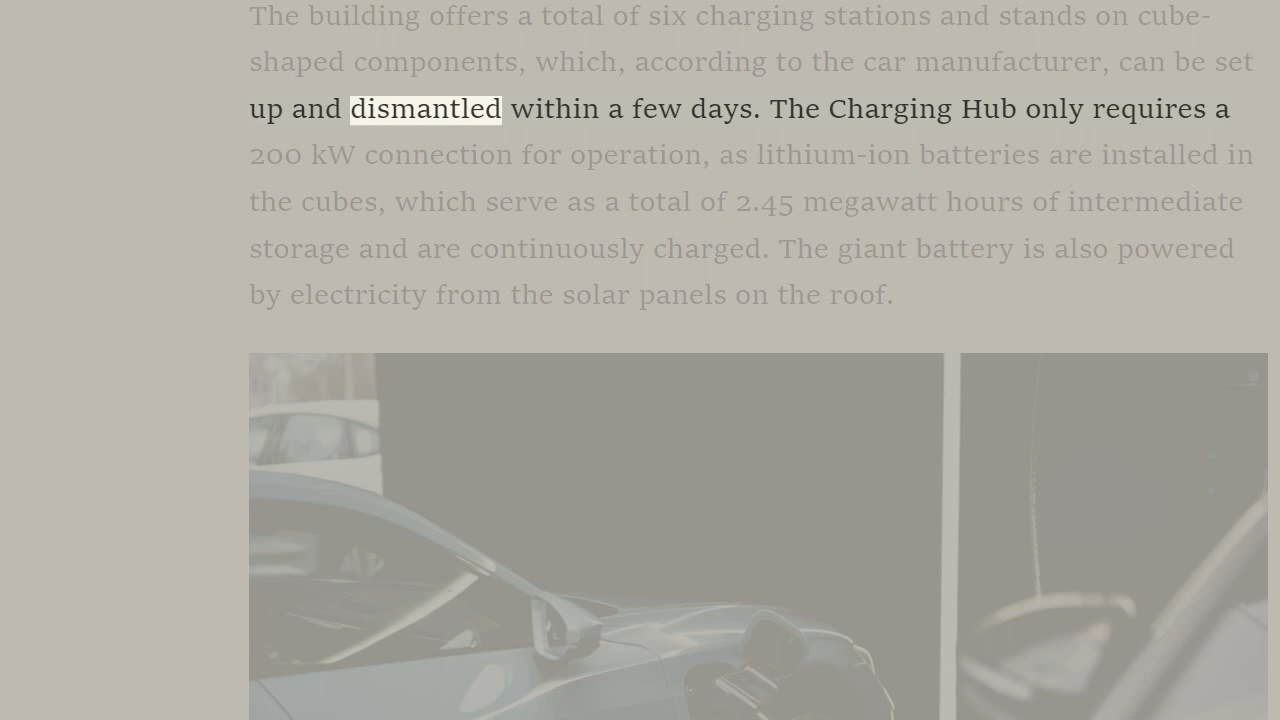 The building offers a total of six charging stations and stands on cube-
shaped components, which, according to the car manufacturer, can be set
up and dismantled within a few days. The Charging Hub only requires a
200 kW connection for operation, as lithium-ion batteries are installed in
the cubes, which serve as a total of 2.45 megawatt hours of intermediate
storage and are continuously charged. The giant battery is also powered
by electricity from the solar panels on the roof.